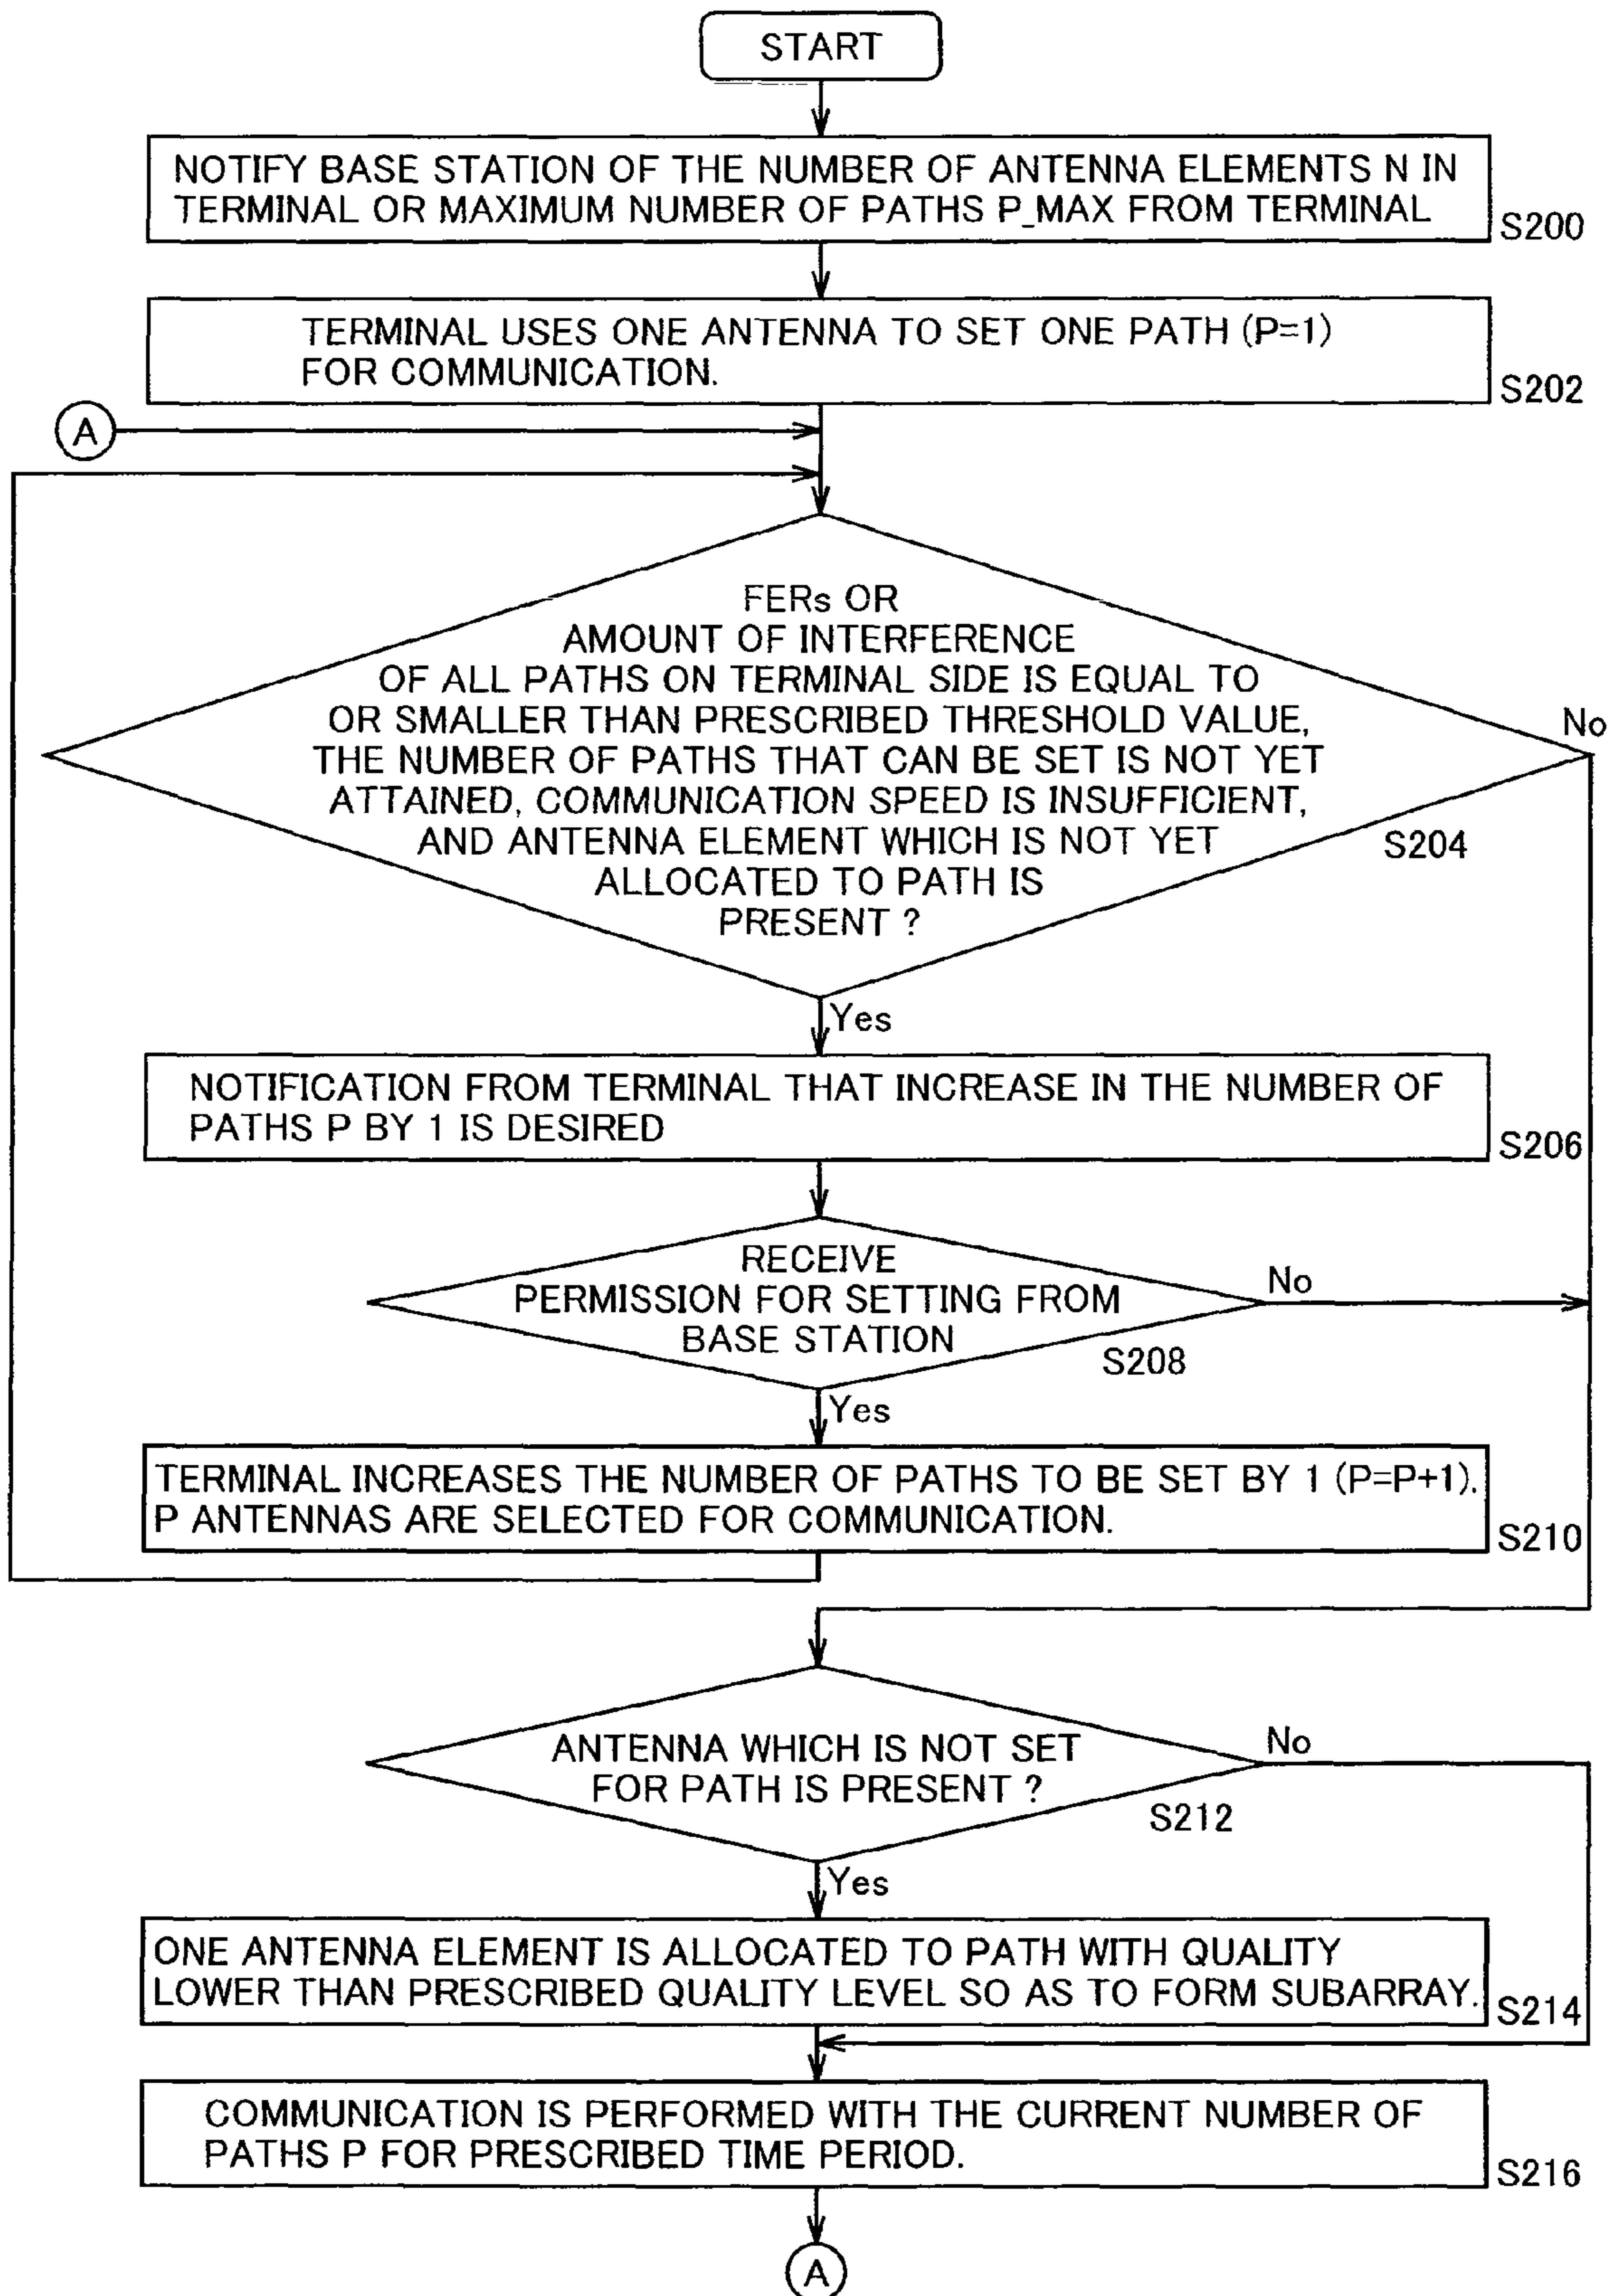 START
NOTIFY BASE STATION OF THE NUMBER OF ANTENNA ELEMENTS N IN
TERMINAL OR MAXIMUM NUMBER OF PATHS P_MAX FROM TERMINAL
S200
TERMINAL USES ONE ANTENNA TO SET ONE PATH (P=1)
FOR COMMUNICATION.
S202
A
FERs OR
AMOUNT OF INTERFERENCE
OF ALL PATHS ON TERMINAL SIDE IS EQUAL TO
OR SMALLER THAN PRESCRIBED THRESHOLD VALUE,
THE NUMBER OF PATHS THAT CAN BE SET IS NOT YET
ATTAINED, COMMUNICATION SPEED IS INSUFFICIENT,
AND ANTENNA ELEMENT WHICH IS NOT YET
ALLOCATED TO PATH IS
PRESENT ?
No
S204
Yes
NOTIFICATION FROM TERMINAL THAT INCREASE IN THE NUMBER OF
PATHS P BY 1 IS DESIRED
S206
RECEIVE
PERMISSION FOR SETTING FROM
BASE STATION
No
S208
Yes
TERMINAL INCREASES THE NUMBER OF PATHS TO BE SET BY 1 (P=P+1).
P ANTENNAS ARE SELECTED FOR COMMUNICATION.
S210
ANTENNA WHICH IS NOT SET
FOR PATH IS PRESENT ?
No
S212
Yes
ONE ANTENNA ELEMENT IS ALLOCATED TO PATH WITH QUALITY
LOWER THAN PRESCRIBED QUALITY LEVEL SO AS TO FORM SUBARRAY.
S214
COMMUNICATION IS PERFORMED WITH THE CURRENT NUMBER OF
PATHS P FOR PRESCRIBED TIME PERIOD.
S216
A